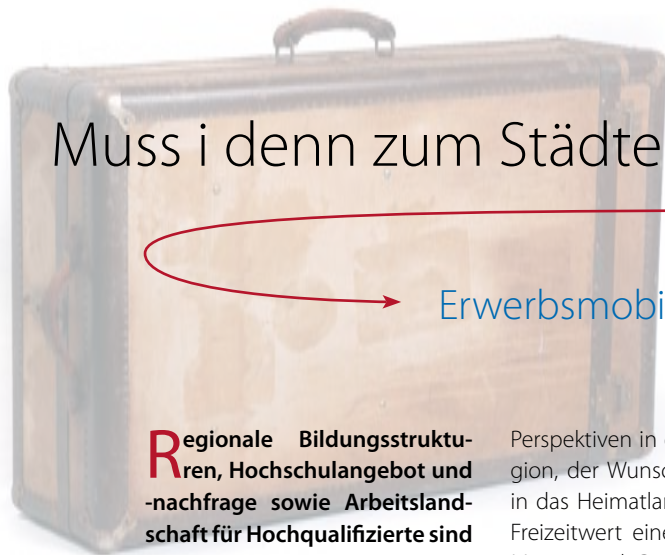 Muss i denn zum Städte
Erwerbsmobi
Regionale Bildungsstruktu-
ren, Hochschulangebot und
-nachfrage sowie Arbeitsland-
schaft für Hochqualifizierte sind
Perspektiven in
gion, der Wunsc
in das Heimatlan
Freizeitwert eine